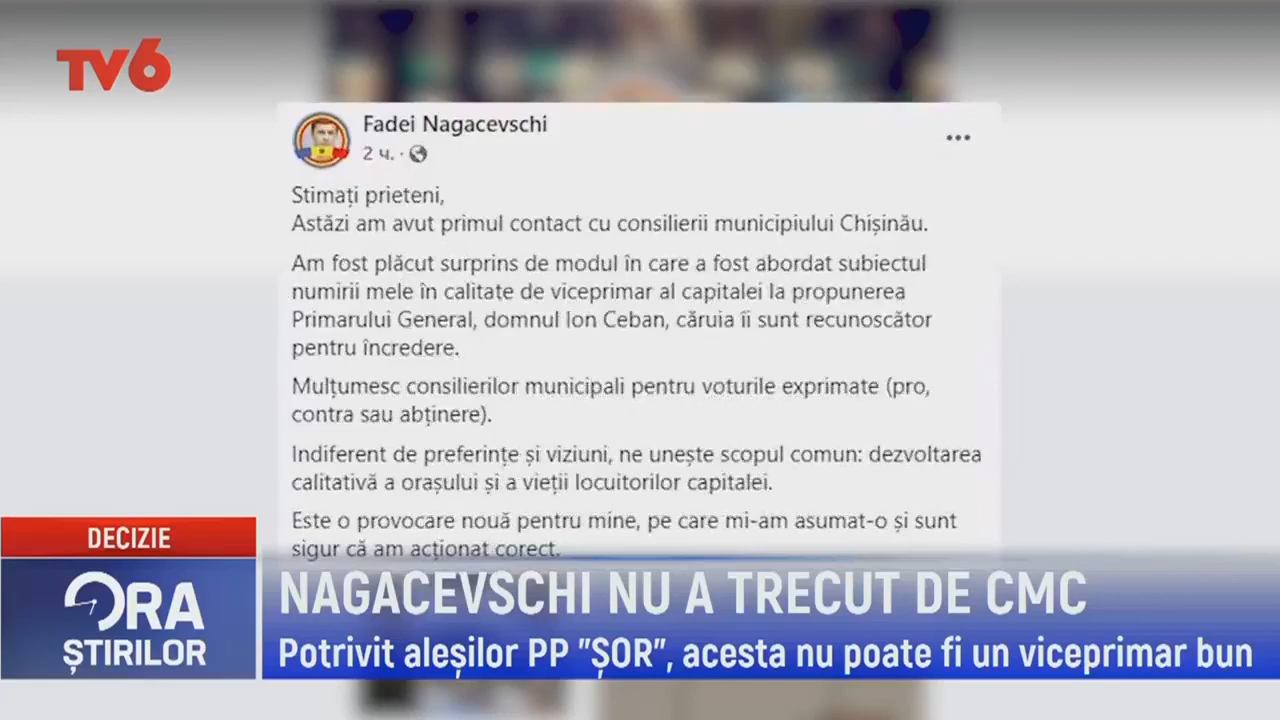 TV6
Fadei Nagacevschi
2 ч. ·
Stimați prieteni,
Astăzi am avut primul contact cu consilierii municipiului Chișinău.
Am fost plăcut surprins de modul în care a fost abordat subiectul
numirii mele în calitate de viceprimar al capitalei la propunerea
Primarului General, domnul Ion Ceban, căruia îi sunt recunoscător
pentru încredere.
Mulțumesc consilierilor municipali pentru voturile exprimate (pro,
contra sau abținere).
Indiferent de preferințe și viziuni, ne unește scopul comun: dezvoltarea
calitativă a orașului și a vieții locuitorilor capitalei.
Este o provocare nouă pentru mine, pe care mi-am asumat-o și sunt
sigur că am acționat corect.
DECIZIE
ORA
ȘTIRILOR
NAGACEVSCHI NU A TRECUT DE CMC
Potrivit aleșilor PP "ȘOR", acesta nu poate fi un viceprimar bun